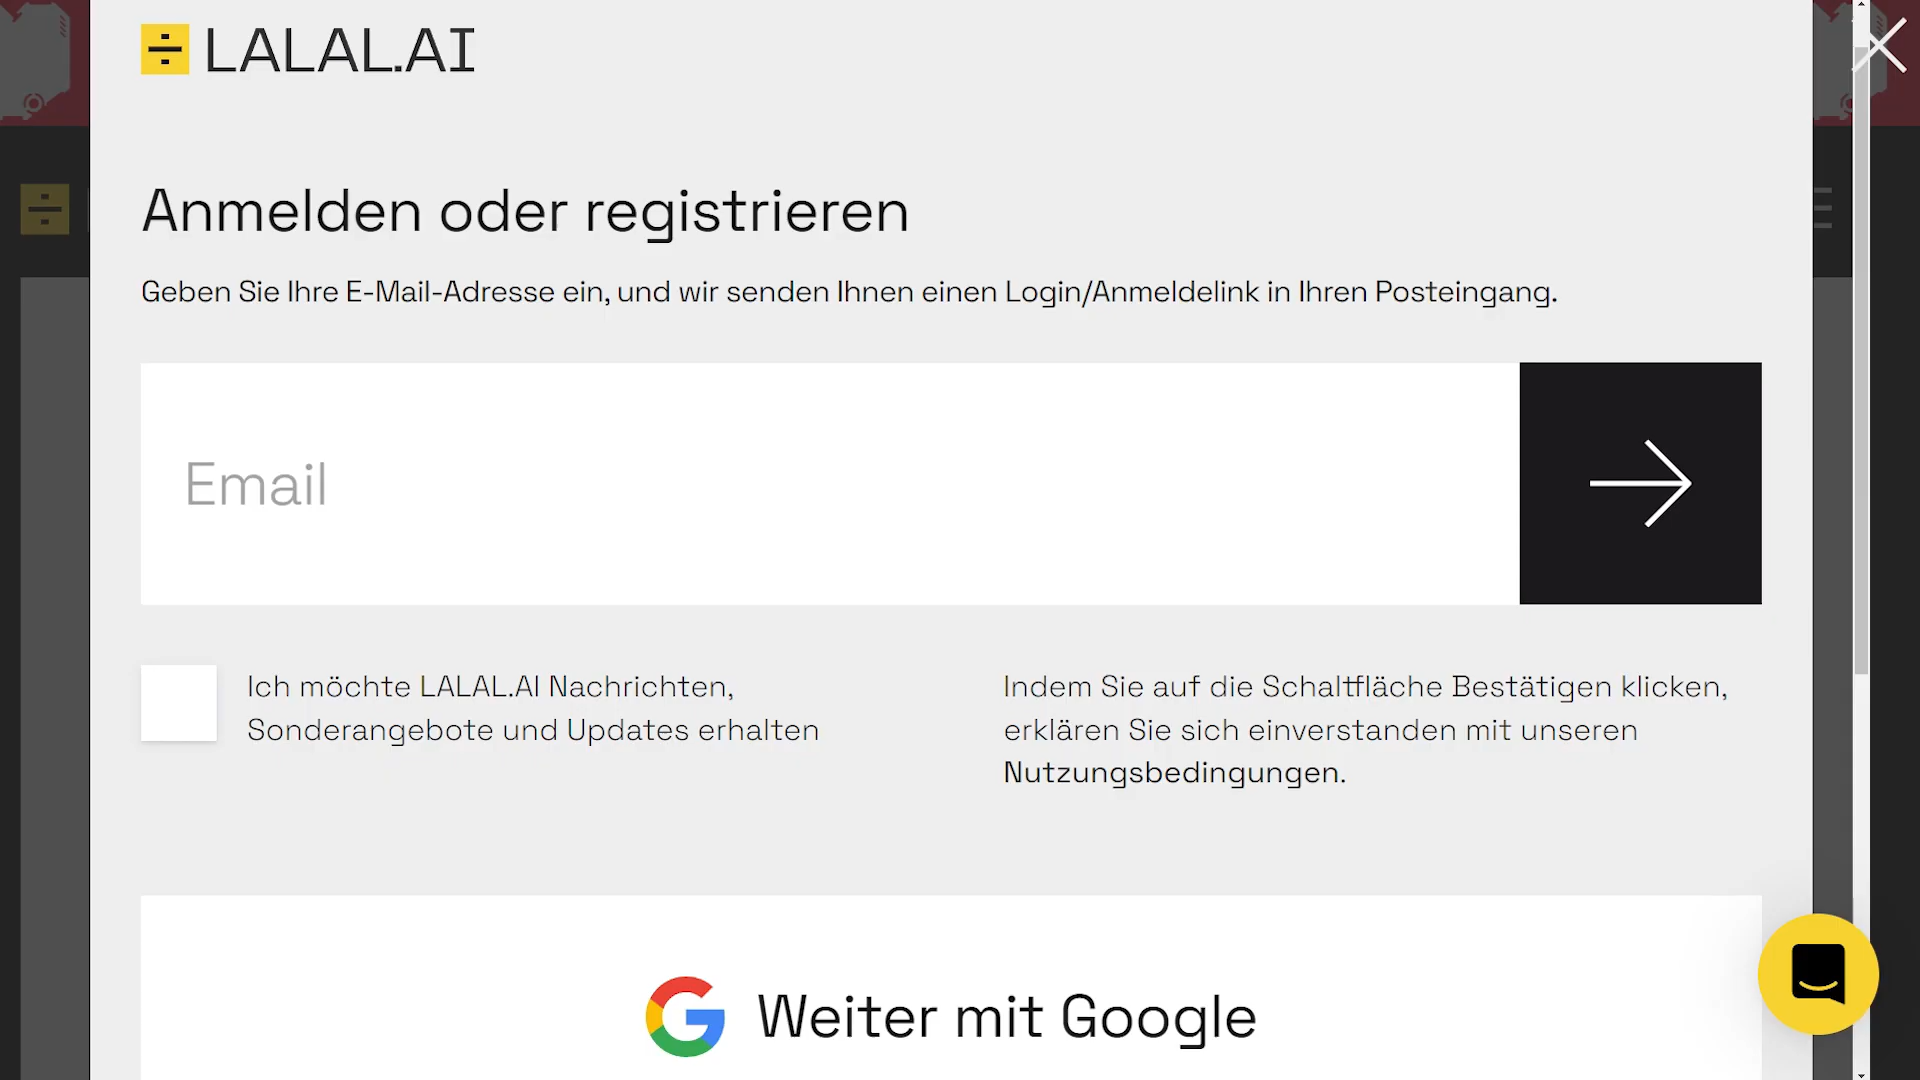 LALAL.AI
Anmelden oder registrieren
Geben Sie Ihre E-Mail-Adresse ein, und wir senden Ihnen einen Login/Anmeldelink in Ihren Posteingang.
Email
Ich möchte LALAL.AI Nachrichten,
Sonderangebote und Updates erhalten
Indem Sie auf die Schaltfläche Bestätigen klicken,
erklären Sie sich einverstanden mit unseren
Nutzungsbedingungen.
Weiter mit Google